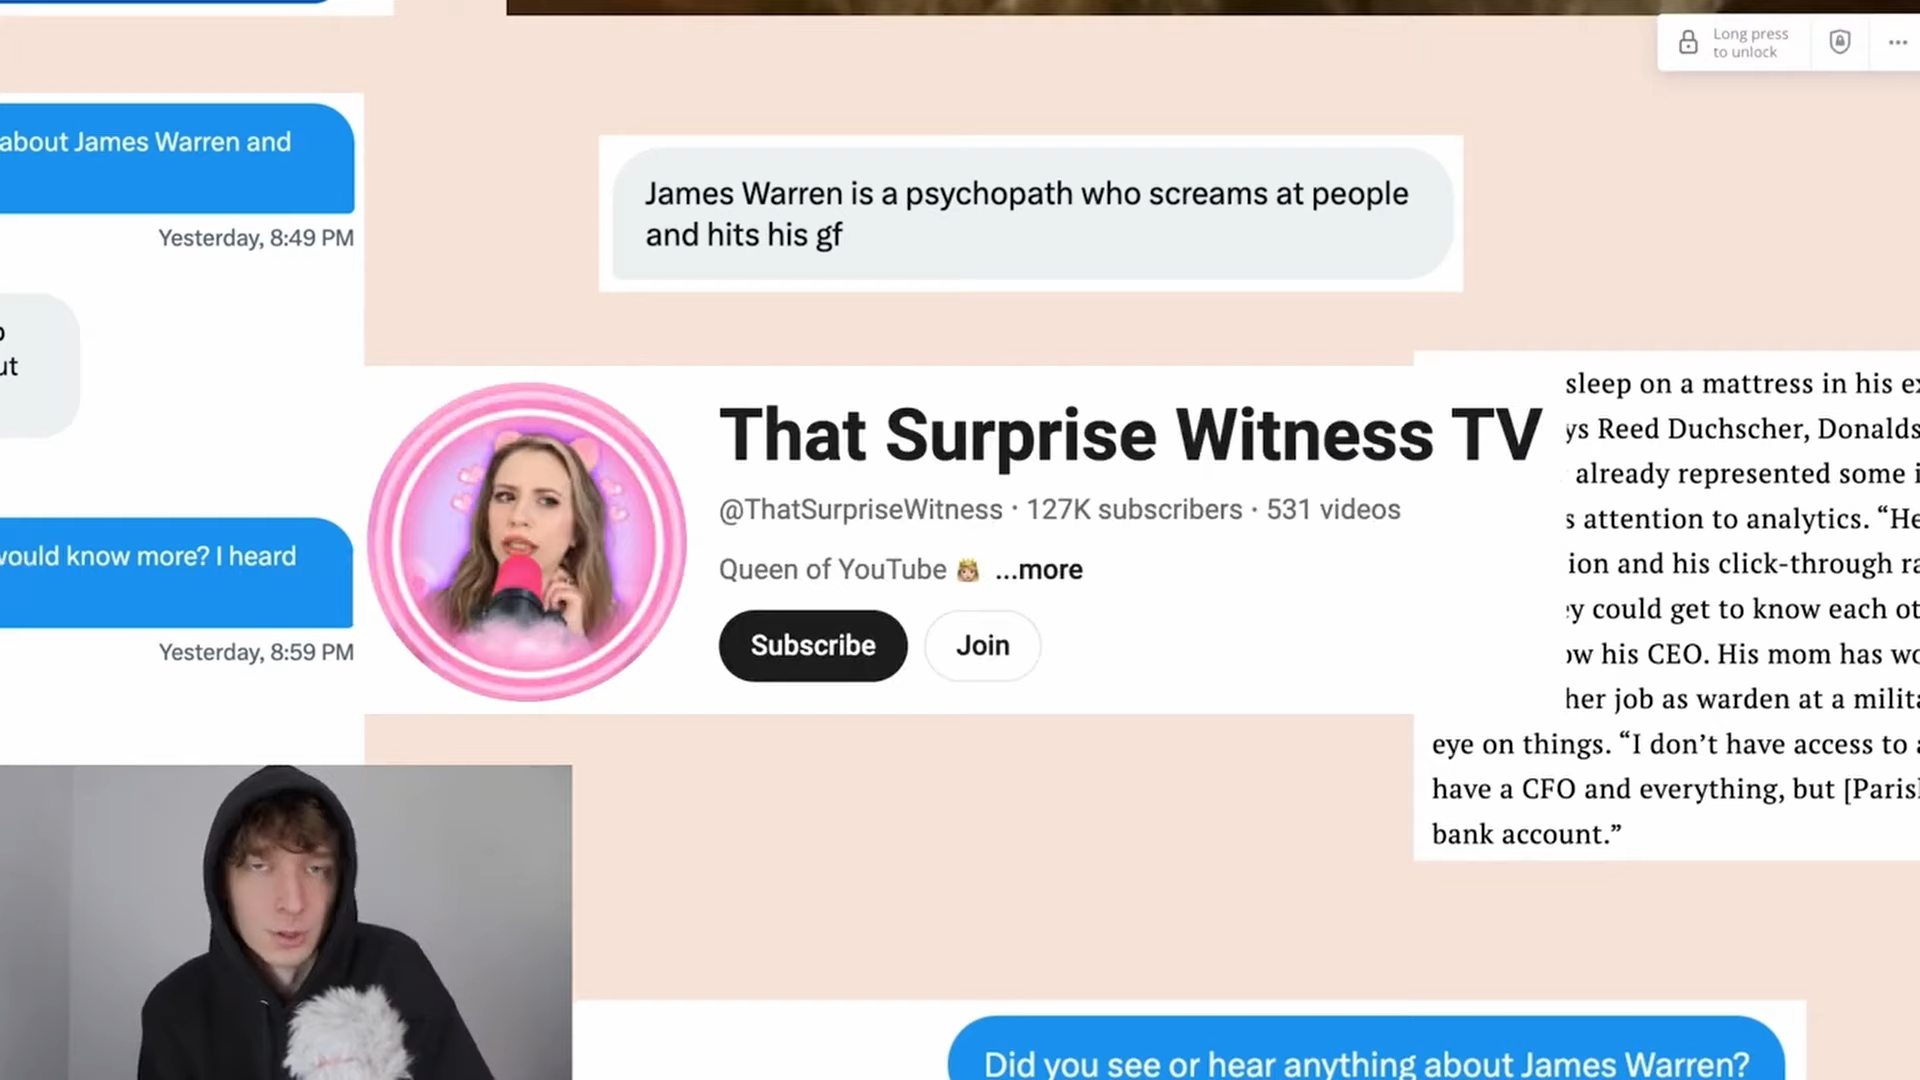 Long press
to unlock
about James Warren and
Yesterday, 8:49 PM
James Warren is a psychopath who screams at people
and hits his gf
would know more? I heard
Yesterday, 8:59 PM
That Surprise Witness TV
@ThatSurpriseWitness · 127K subscribers · 531 videos
Queen of YouTube 👸🏼 ...more
Subscribe
Join
sleep on a mattress in his
Reed Duchscher,
already represented some
attention to analytics. “He
and his click-through
could get to know each
his CEO. His mom has
her job as warden at a
eye on things. “I don’t have access to
have a CFO and everything, but
bank account.”
Did you see or hear anything about James Warren?